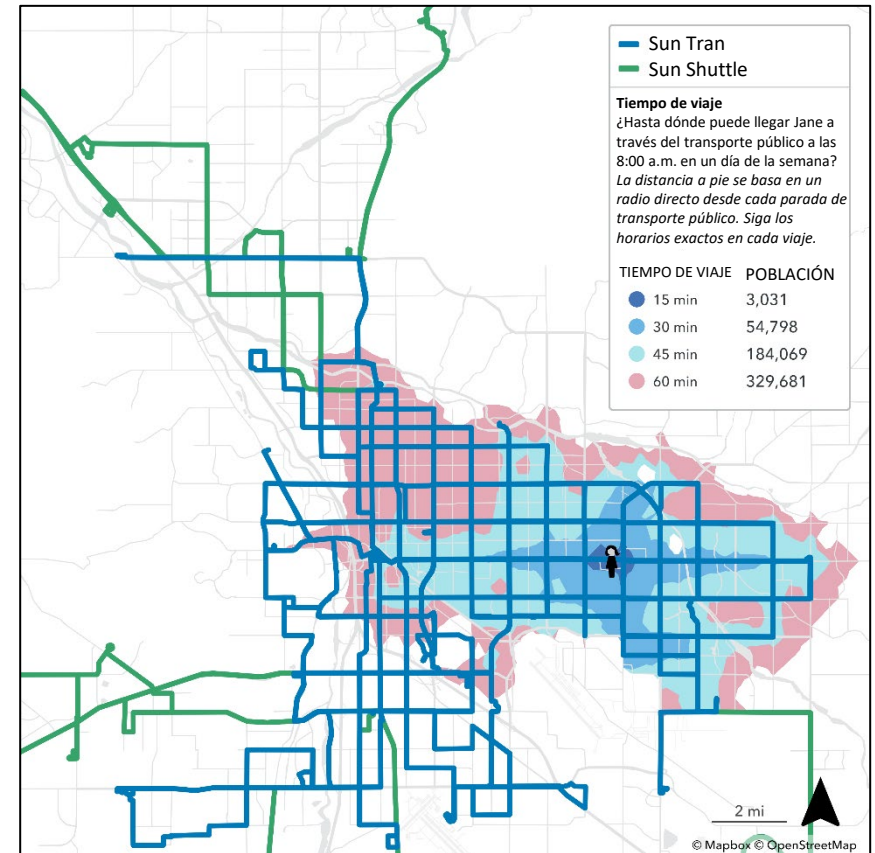 Sun Tran
Sun Shuttle
Tiempo de viaje
¿Hasta dónde puede llegar Jane a
través del transporte público a las
8:00 a.m. en un día de la semana?
La distancia a pie se basa en un
radio directo desde cada parada de
transporte público. Siga los
horarios exactos en cada viaje.
TIEMPO DE VIAJE POBLACIÓN
15 min 3,031
30 min 54,798
45 min 184,069
60 min 329,681
2 mi
© Mapbox © OpenStreetMap